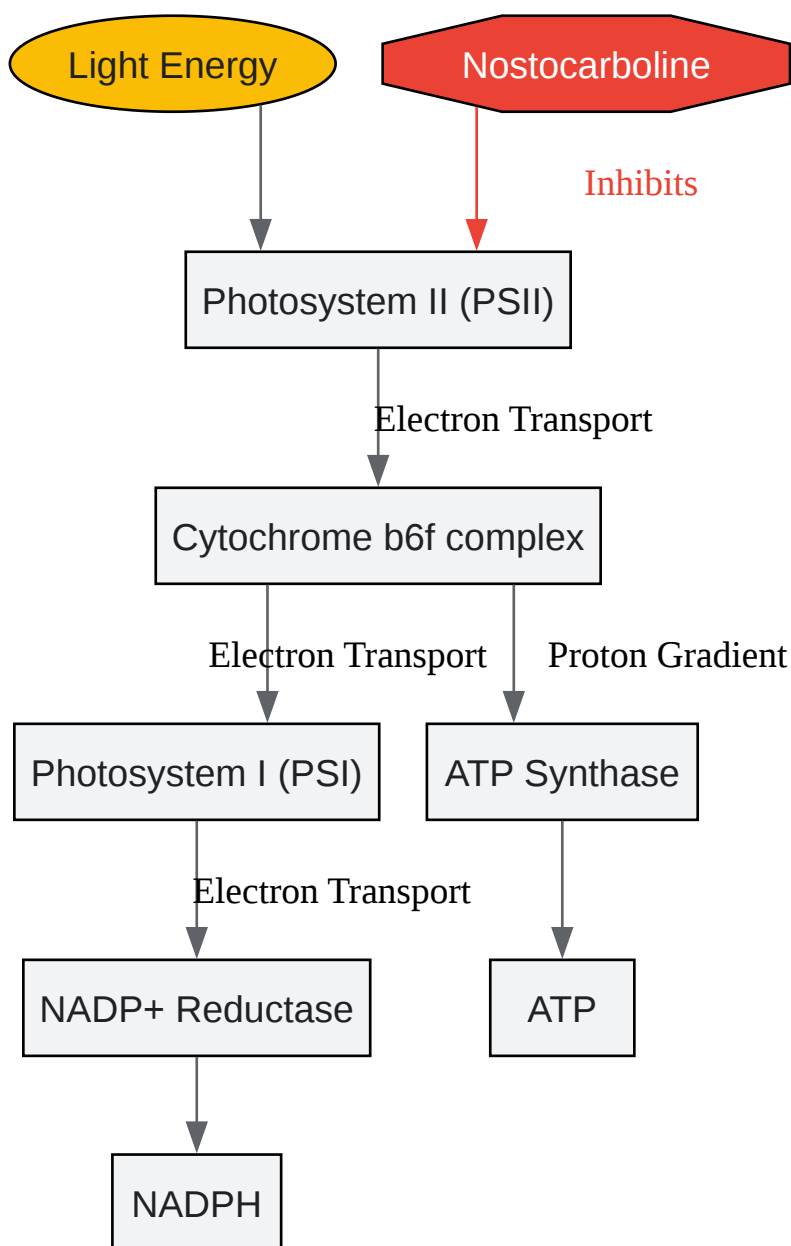 Light Energy
Nostocarboline
Inhibits
Photosystem II (PSII)
Electron Transport
Cytochrome b6f complex
Electron Transport
Proton Gradient
Photosystem I (PSI)
ATP Synthase
Electron Transport
NADP+ Reductase
ATP
NADPH